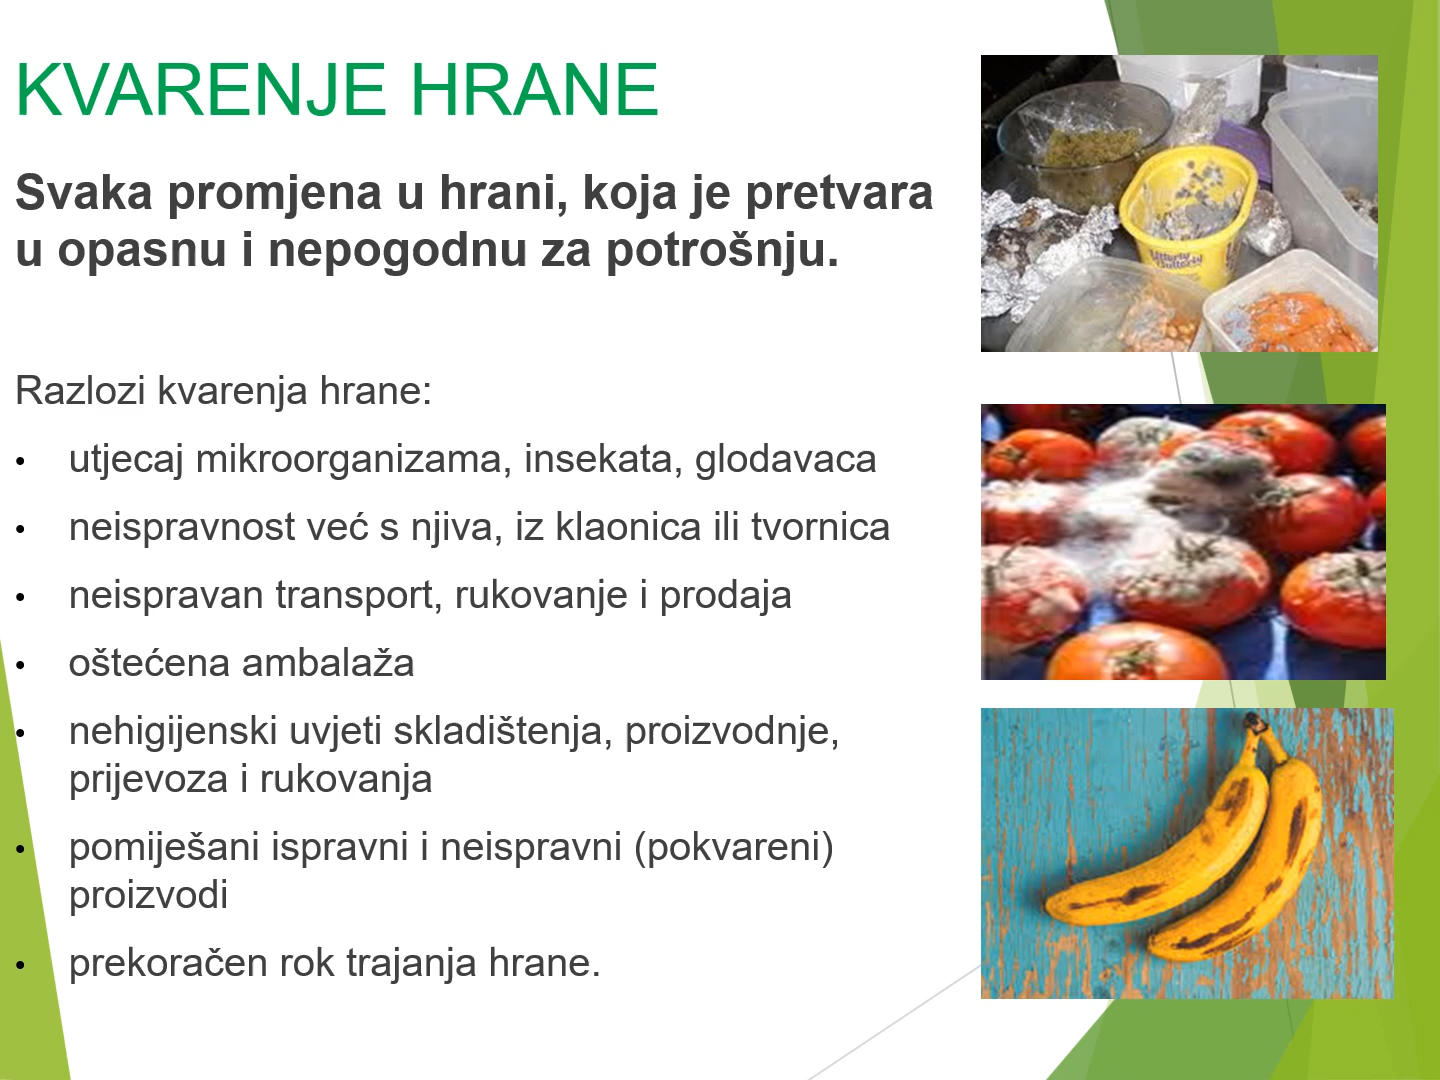 KVARENJE HRANE
Svaka promjena u hrani, koja je pretvara
u opasnu i nepogodnu za potrošnju.
Razlozi kvarenja hrane:
• utjecaj mikroorganizama, insekata, glodavaca
• neispravnost već s njiva, iz klaonica ili tvornica
• neispravan transport, rukovanje i prodaja
• oštećena ambalaža
• nehigijenski uvjeti skladištenja, proizvodnje,
prijevoza i rukovanja
• pomiješani ispravni i neispravni (pokvareni)
proizvodi
• prekoračen rok trajanja hrane.
Utterly
Butterly